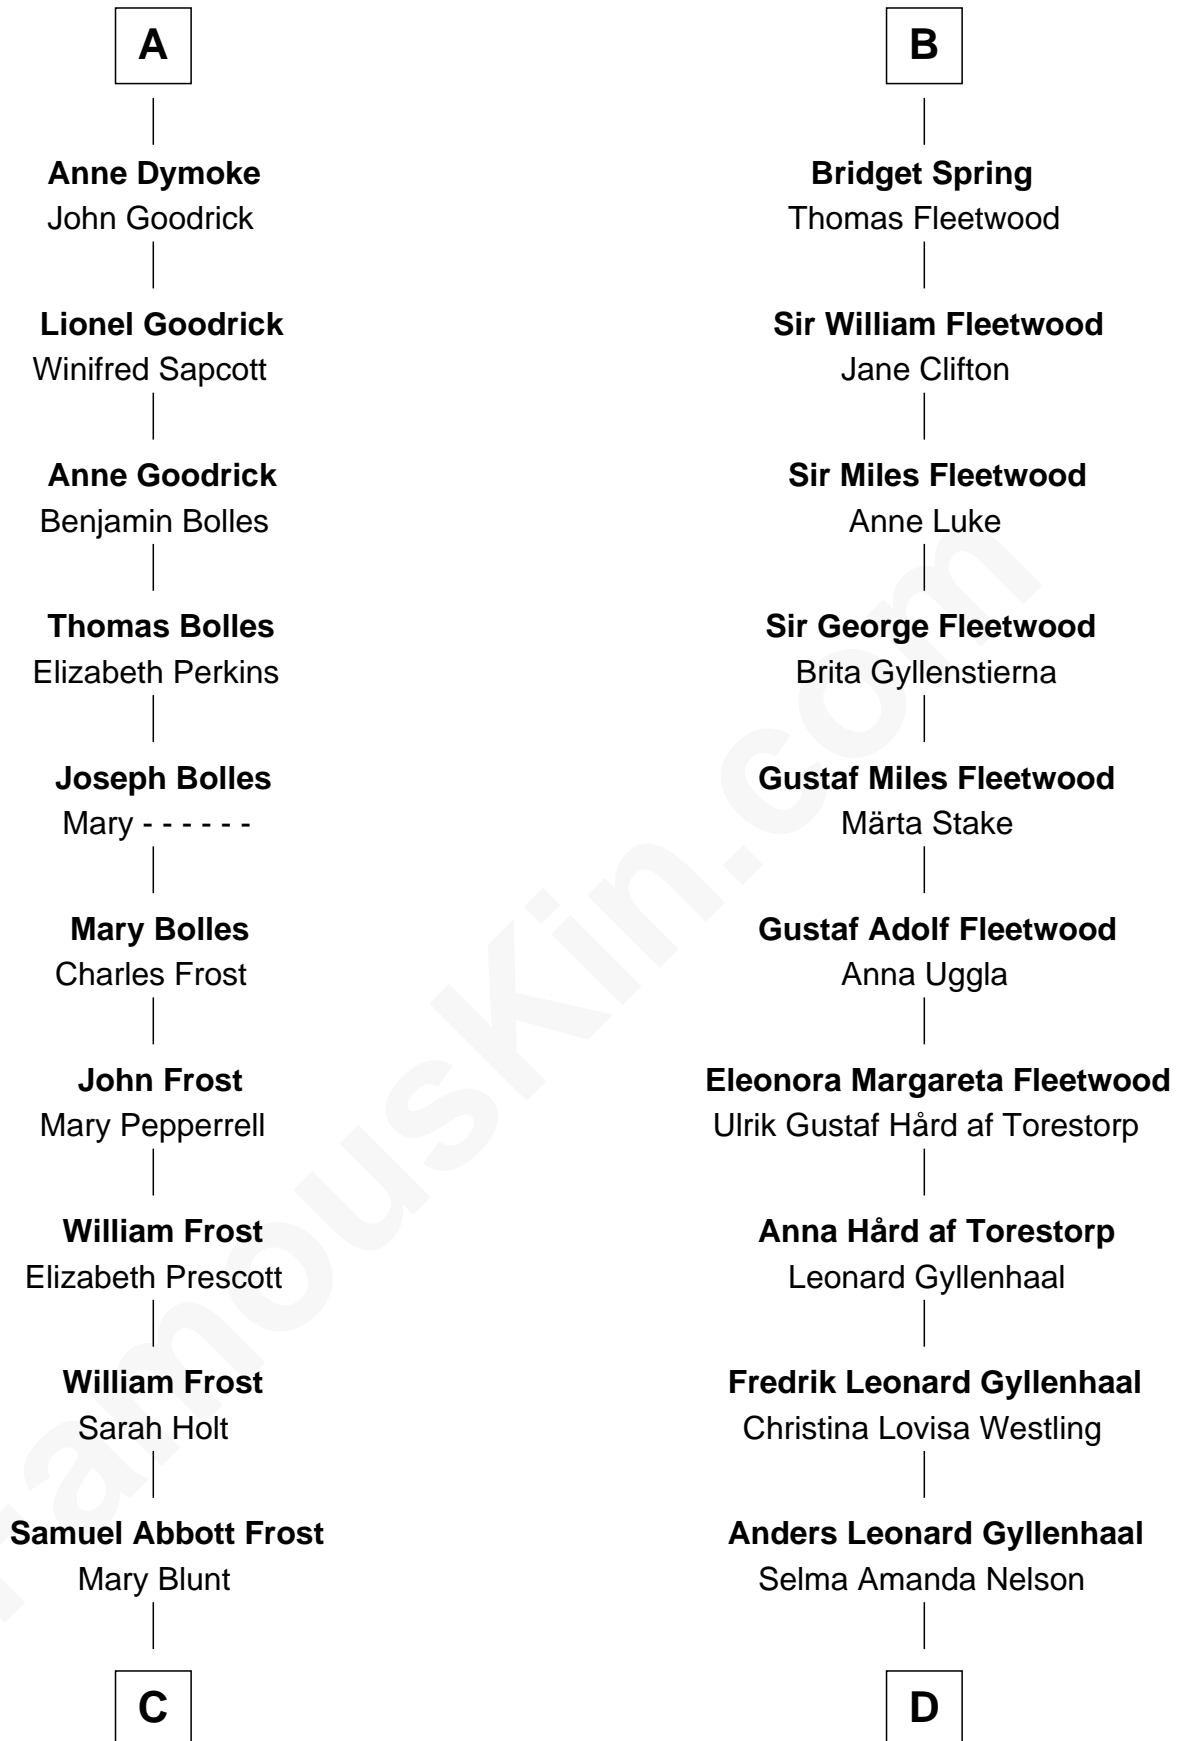 A
Anne Dymoke
John Goodrick
Lionel Goodrick
Winifred Sapcott
Anne Goodrick
Benjamin Bolles
Thomas Bolles
Elizabeth Perkins
Joseph Bolles
Mary - - - - - -
Mary Bolles
Charles Frost
John Frost
Mary Pepperrell
William Frost
Elizabeth Prescott
William Frost
Sarah Holt
Samuel Abbott Frost
Mary Blunt
C
B
Bridget Spring
Thomas Fleetwood
Sir William Fleetwood
Jane Clifton
Sir Miles Fleetwood
Anne Luke
Sir George Fleetwood
Brita Gyllenstierna
Gustaf Miles Fleetwood
Märta Stake
Gustaf Adolf Fleetwood
Anna Uggla
Eleonora Margareta Fleetwood
Ulrik Gustaf Hård af Torestorp
Anna Hård af Torestorp
Leonard Gyllenhaal
Fredrik Leonard Gyllenhaal
Christina Lovisa Westling
Anders Leonard Gyllenhaal
Selma Amanda Nelson
D
FamousKin.com